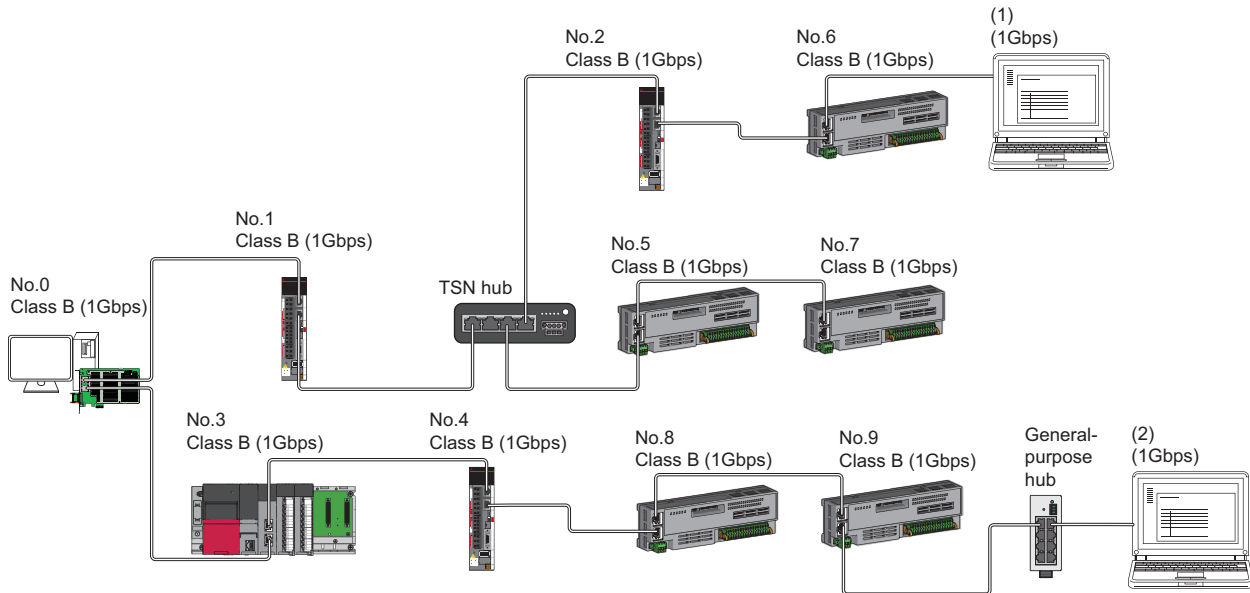 (1)
(1Gbps)
No.2
Class B (1Gbps)
No.6
Class B (1Gbps)
No.1
Class B (1Gbps)
No.0
Class B (1Gbps)
TSN hub
No.5
Class B (1Gbps)
No.7
Class B (1Gbps)
No.3
Class B (1Gbps)
No.4
Class B (1Gbps)
No.8
Class B (1Gbps)
No.9
Class B (1Gbps)
General-
purpose
hub
(2)
(1Gbps)